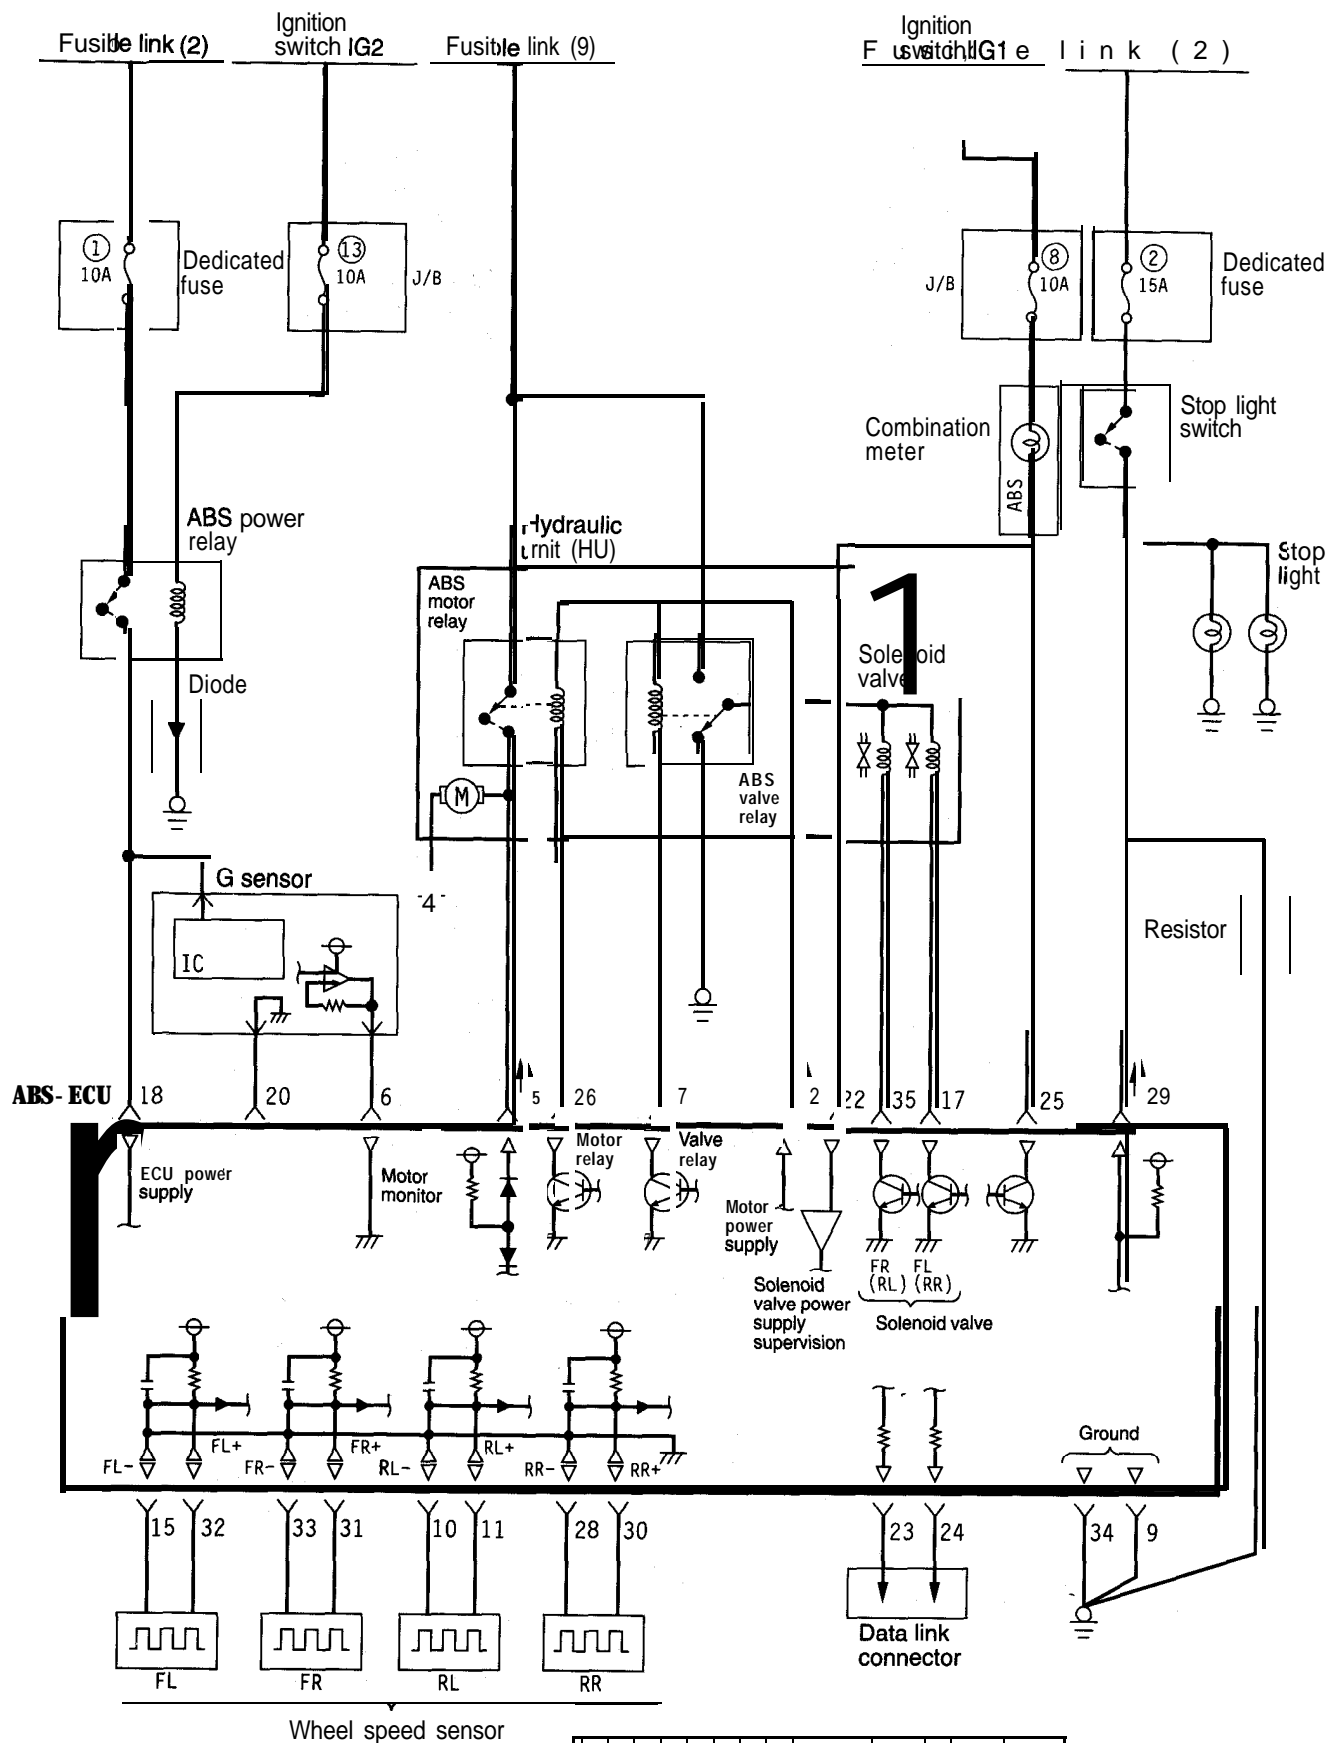 Fusible link (2)
Ignition
switch IG2
Fusible link (9)
Ignition
switch IG1
Fusible link (2)
1
10A
Dedicated
fuse
13
10A
J/B
J/B
8
10A
2
15A
Dedicated
fuse
Combination
meter
ABS
Stop light
switch
ABS power
relay
Hydraulic
unit (HU)
ABS
motor
relay
1
Stop
light
Solenoid
valve
Diode
M
ABS
valve
relay
4
G sensor
IC
Resistor
ABS-ECU
18
20
6
5
26
7
2
22
35
17
25
29
ECU power
supply
Motor
monitor
Motor
relay
Valve
relay
Motor
power
supply
Solenoid
valve power
supply
supervision
FR
(RL)
FL
(RR)
Solenoid valve
FL-
FL+
FR-
FR+
RL-
RL+
RR-
RR+
Ground
15
32
33
31
10
11
28
30
23
24
34
9
FL
FR
RL
RR
Data link
connector
Wheel speed sensor